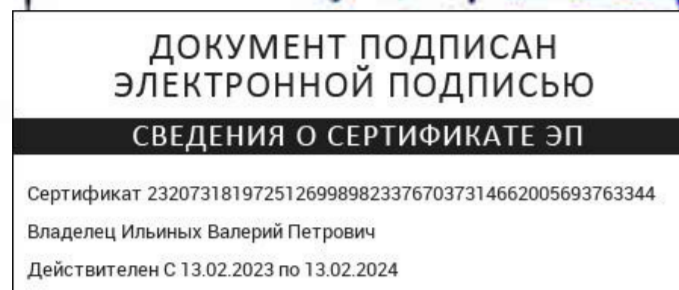 ДОКУМЕНТ ПОДПИСАН
ЭЛЕКТРОННОЙ ПОДПИСЬЮ
СВЕДЕНИЯ О СЕРТИФИКАТЕ ЭП
Сертификат 232073181972512699898233767037314662005693763344
Владелец Ильиных Валерий Петрович
Действителен С 13.02.2023 по 13.02.2024